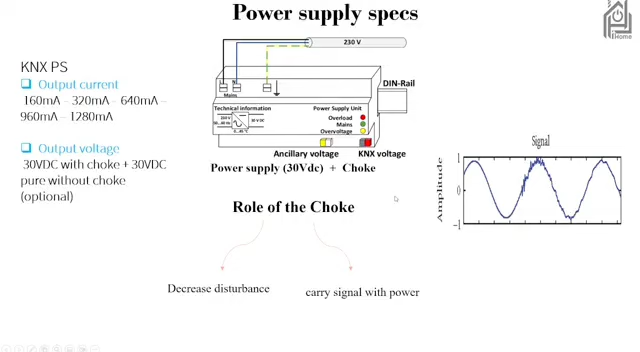 Power supply specs
Home
KNX PS
Output current
160mA – 320mA – 640mA –
960mA – 1280mA
Output voltage
30VDC with choke + 30VDC
pure without choke
(optional)
230 V
DIN-Rail
Mains
Technical information
Power Supply Unit
Overload
Mains
Overvoltage
230 V
30 V DC
Ancillary voltage
KNX voltage
Power supply (30Vdc) + Choke
Role of the Choke
Decrease disturbance
carry signal with power
Signal
Amplitude
1
0
−1